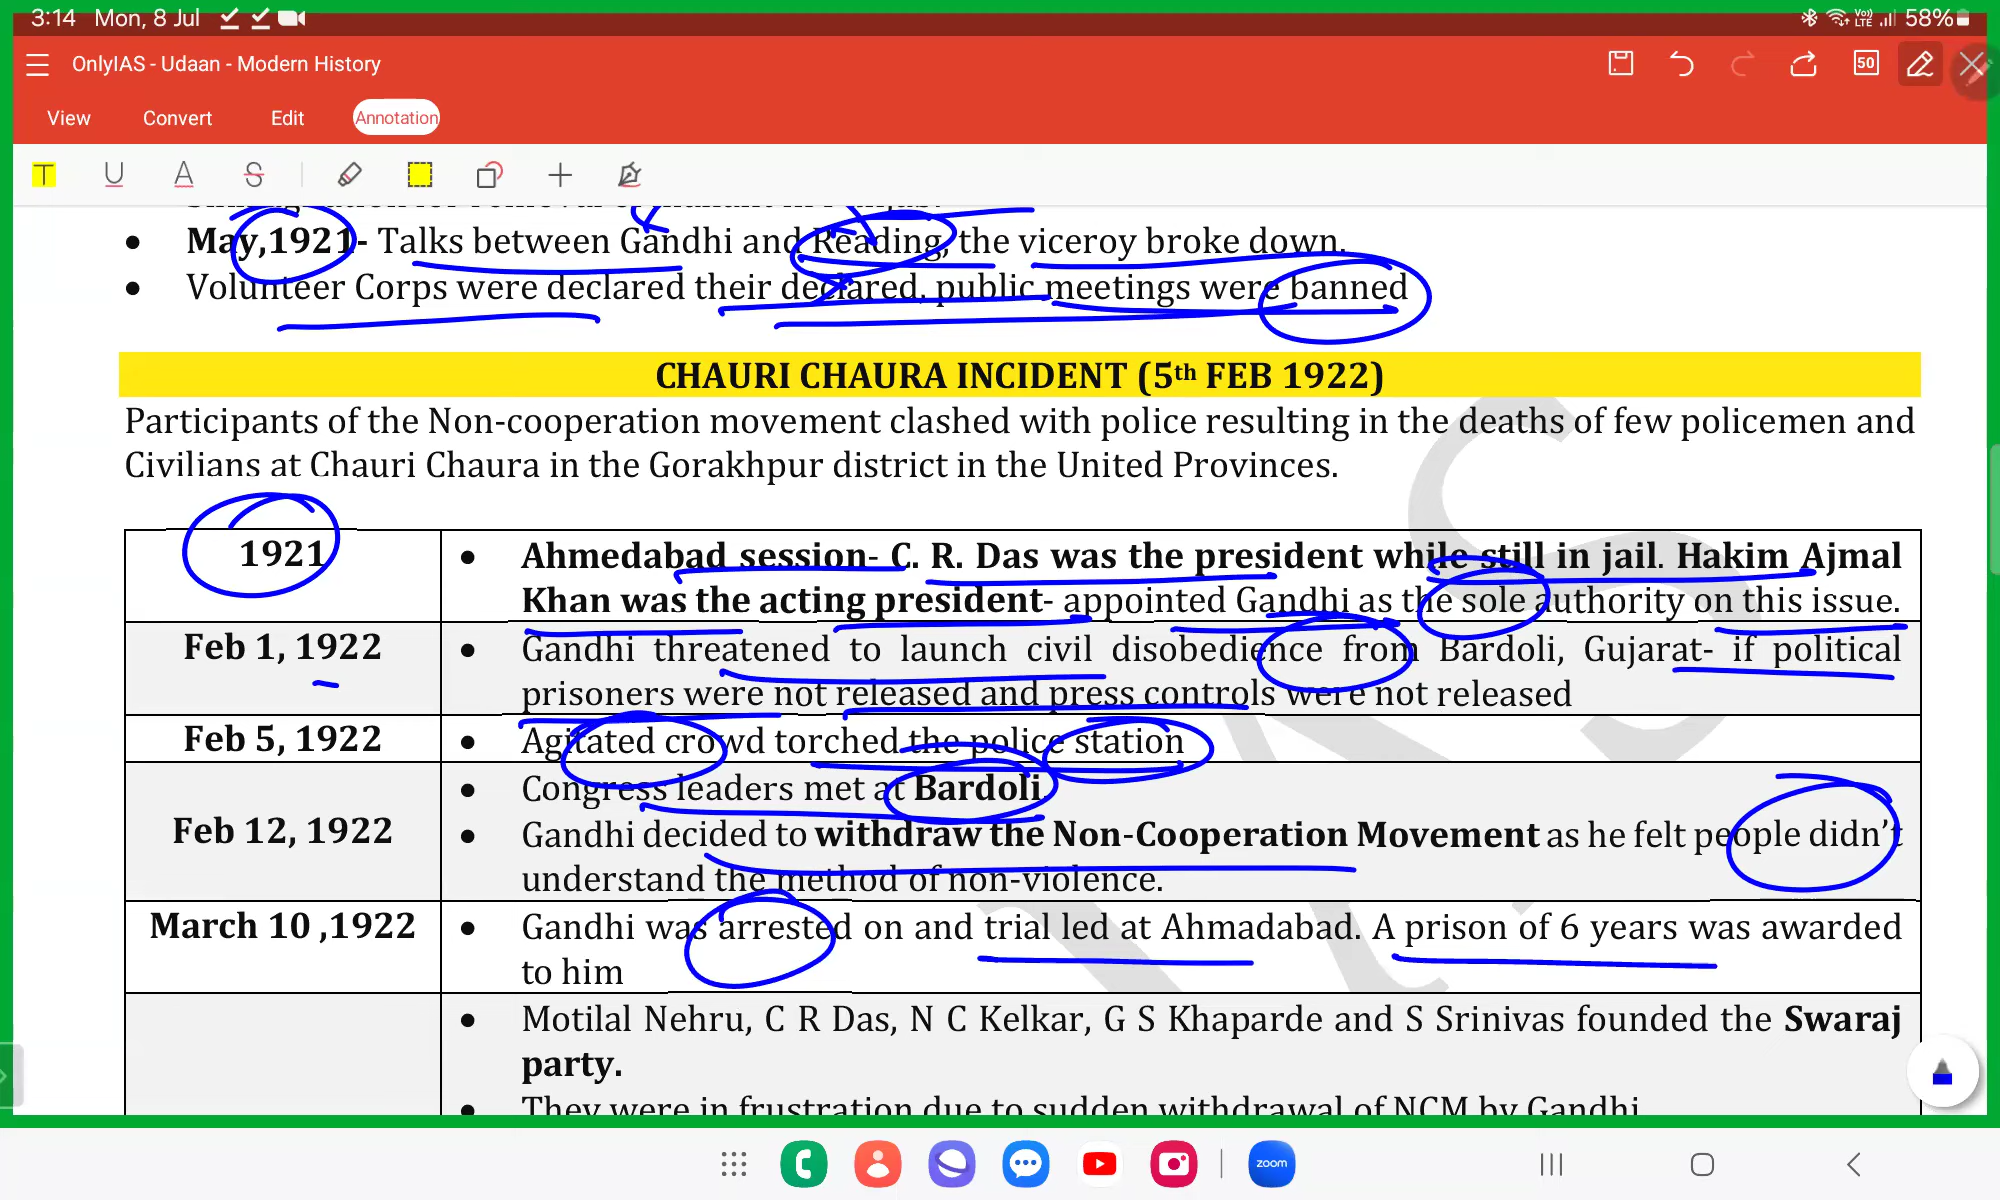 3:14 Mon, 8 Jul 58%
OnlyIAS - Udaan - Modern History
50
View Convert Edit Annotation
T U A S
May,1921- Talks between Gandhi and Reading, the viceroy broke down.
Volunteer Corps were declared their declared, public meetings were banned
CHAURI CHAURA INCIDENT (5th FEB 1922)
Participants of the Non-cooperation movement clashed with police resulting in the deaths of few policemen and
Civilians at Chauri Chaura in the Gorakhpur district in the United Provinces.
1921
Ahmedabad session- C. R. Das was the president while still in jail. Hakim Ajmal
Khan was the acting president- appointed Gandhi as the sole authority on this issue.
Feb 1, 1922
Gandhi threatened to launch civil disobedience from Bardoli, Gujarat- if political
prisoners were not released and press controls were not released
Feb 5, 1922
Agitated crowd torched the police station
Feb 12, 1922
Congress leaders met at Bardoli.
Gandhi decided to withdraw the Non-Cooperation Movement as he felt people didn't
understand the method of non-violence.
March 10 ,1922
Gandhi was arrested on and trial led at Ahmadabad. A prison of 6 years was awarded
to him
Motilal Nehru, C R Das, N C Kelkar, G S Khaparde and S Srinivas founded the Swaraj
party.
They were in frustration due to sudden withdrawal of NCM by Gandhi
zoom